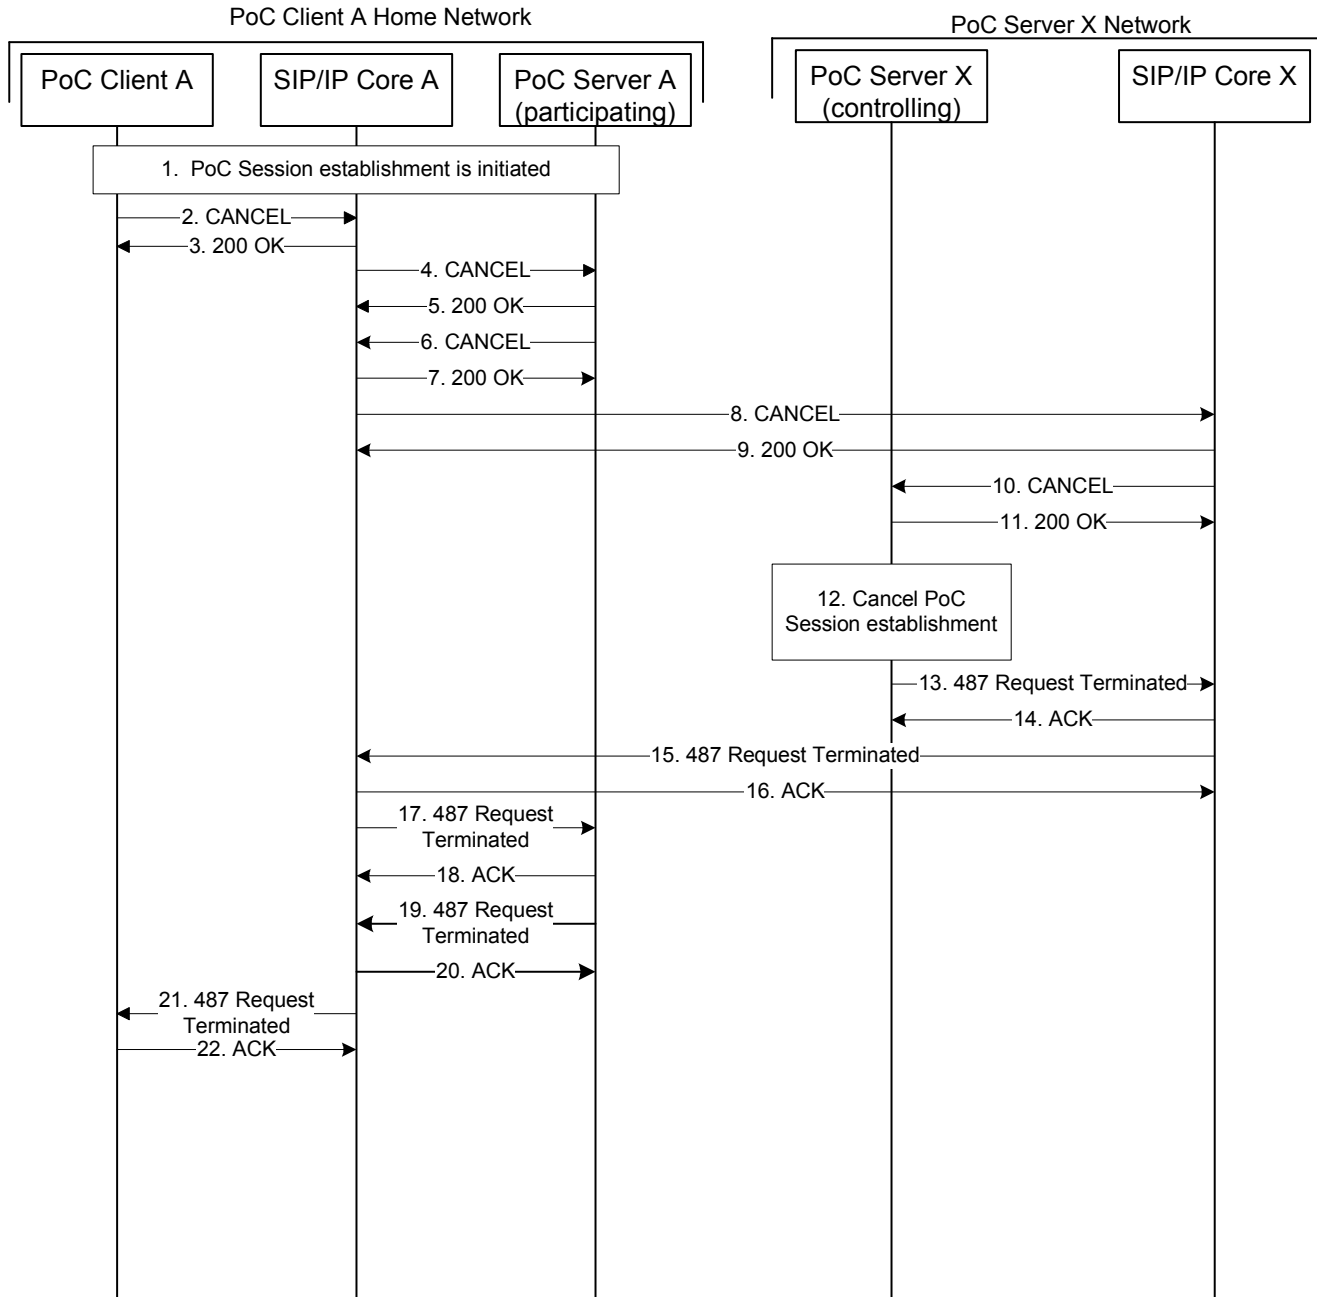 PoC Client A Home Network
PoC Server X Network
PoC Client A
SIP/IP Core A
PoC Server A
(participating)
PoC Server X
(controlling)
SIP/IP Core X
1. PoC Session establishment is initiated
2. CANCEL
3. 200 OK
4. CANCEL
5. 200 OK
6. CANCEL
7. 200 OK
8. CANCEL
9. 200 OK
10. CANCEL
11. 200 OK
12. Cancel PoC
Session establishment
13. 487 Request Terminated
14. ACK
15. 487 Request Terminated
16. ACK
17. 487 Request
Terminated
18. ACK
19. 487 Request
Terminated
20. ACK
21. 487 Request
Terminated
22. ACK